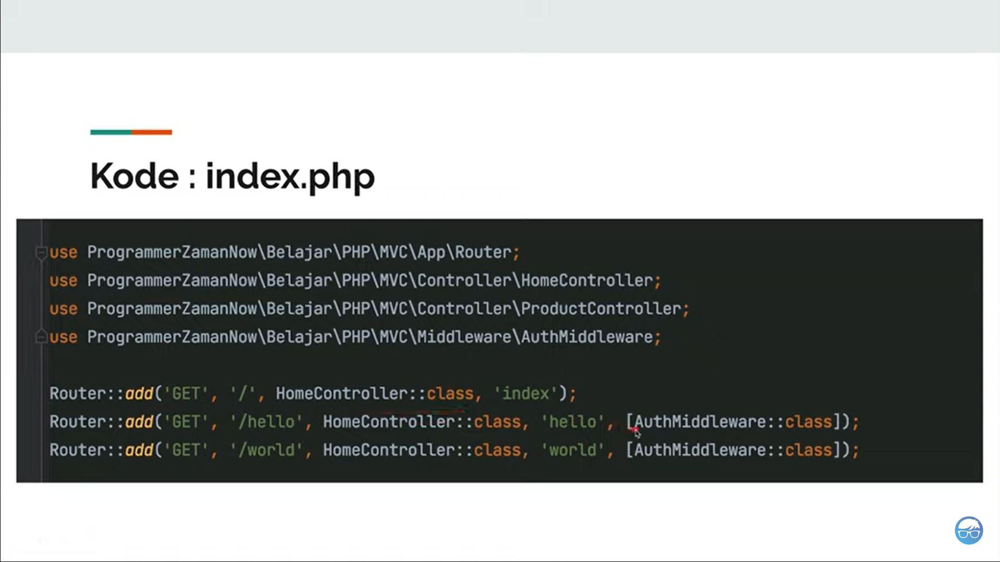 Kode : index.php
use ProgrammerZamanNow\Belajar\PHP\MVC\App\Router;
use ProgrammerZamanNow\Belajar\PHP\MVC\Controller\HomeController;
use ProgrammerZamanNow\Belajar\PHP\MVC\Controller\ProductController;
use ProgrammerZamanNow\Belajar\PHP\MVC\Middleware\AuthMiddleware;
Router::add('GET', '/', HomeController::class, 'index');
Router::add('GET', '/hello', HomeController::class, 'hello', [AuthMiddleware::class]);
Router::add('GET', '/world', HomeController::class, 'world', [AuthMiddleware::class]);